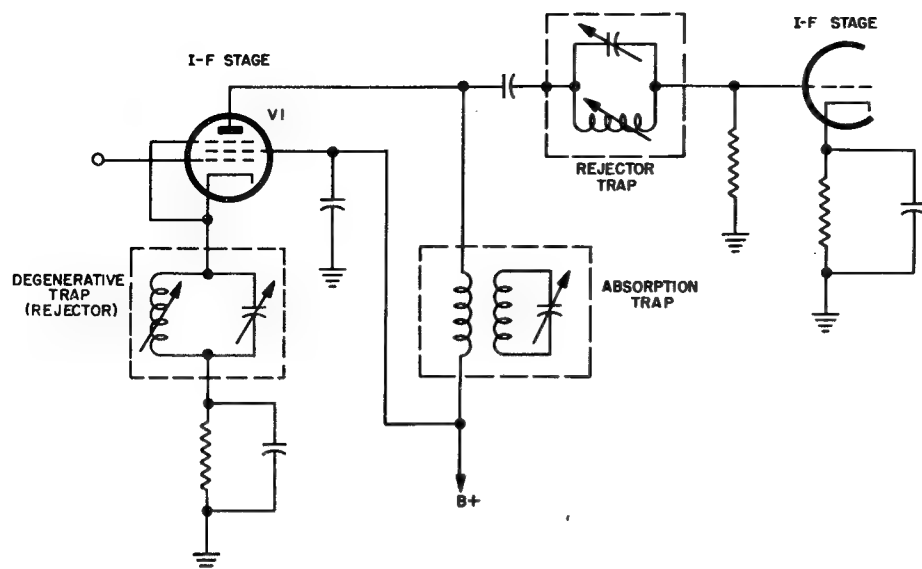 I-F STAGE
I-F STAGE
V1
REJECTOR
TRAP
DEGENERATIVE
TRAP
(REJECTOR)
ABSORPTION
TRAP
B+